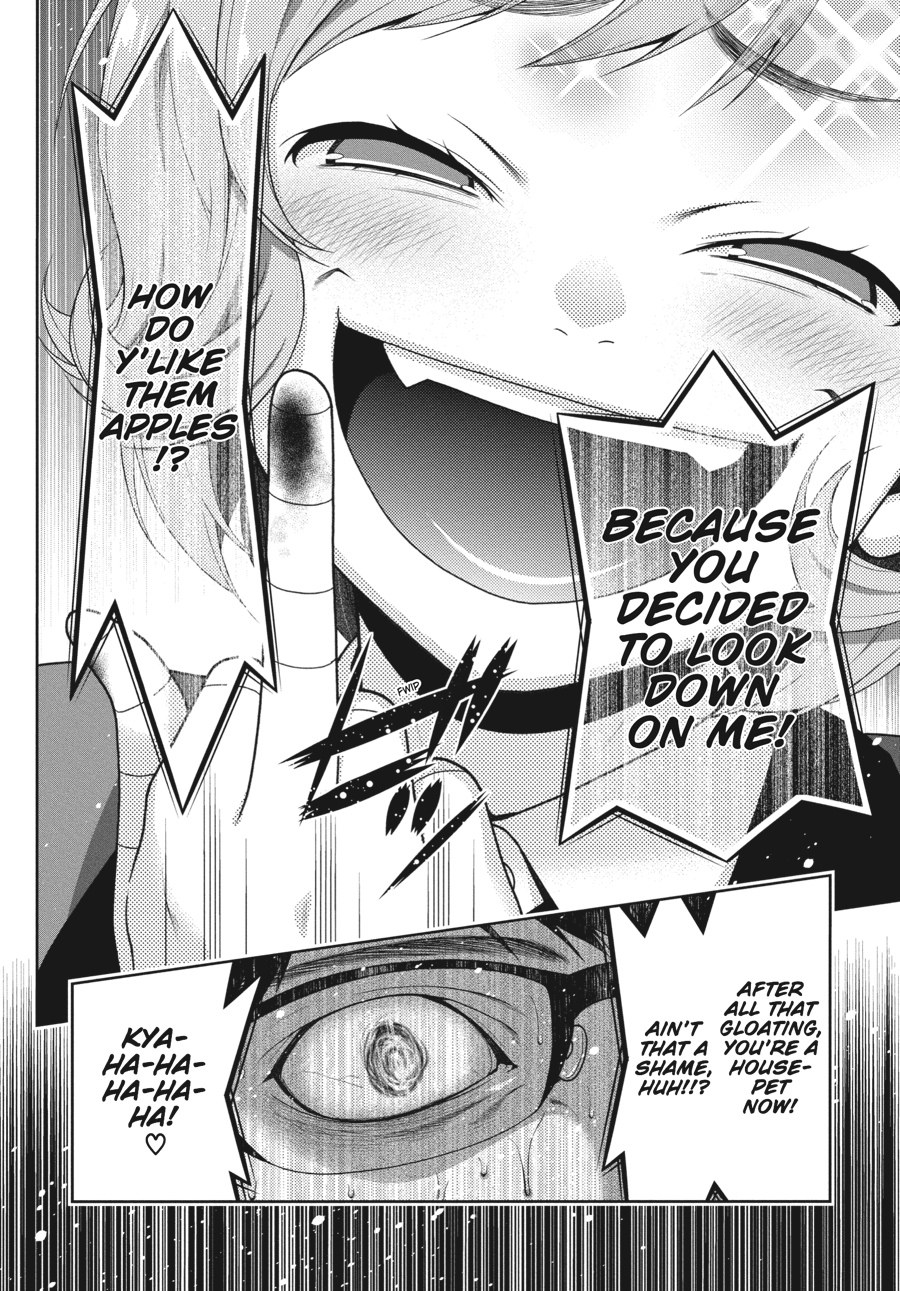 BECAUSE
YOU
DECIDED
TO LOOK
DOWN
ON ME!
HOW
DO
Y'LIKE
THEM
APPLES
!?
FWIP
AFTER
ALL THAT
GLOATING,
YOU'RE A
HOUSE-
PET
NOW!
AIN'T
THAT A
SHAME,
HUH!!?
KYA-
HA-HA-
HA-HA-
HA!
♡